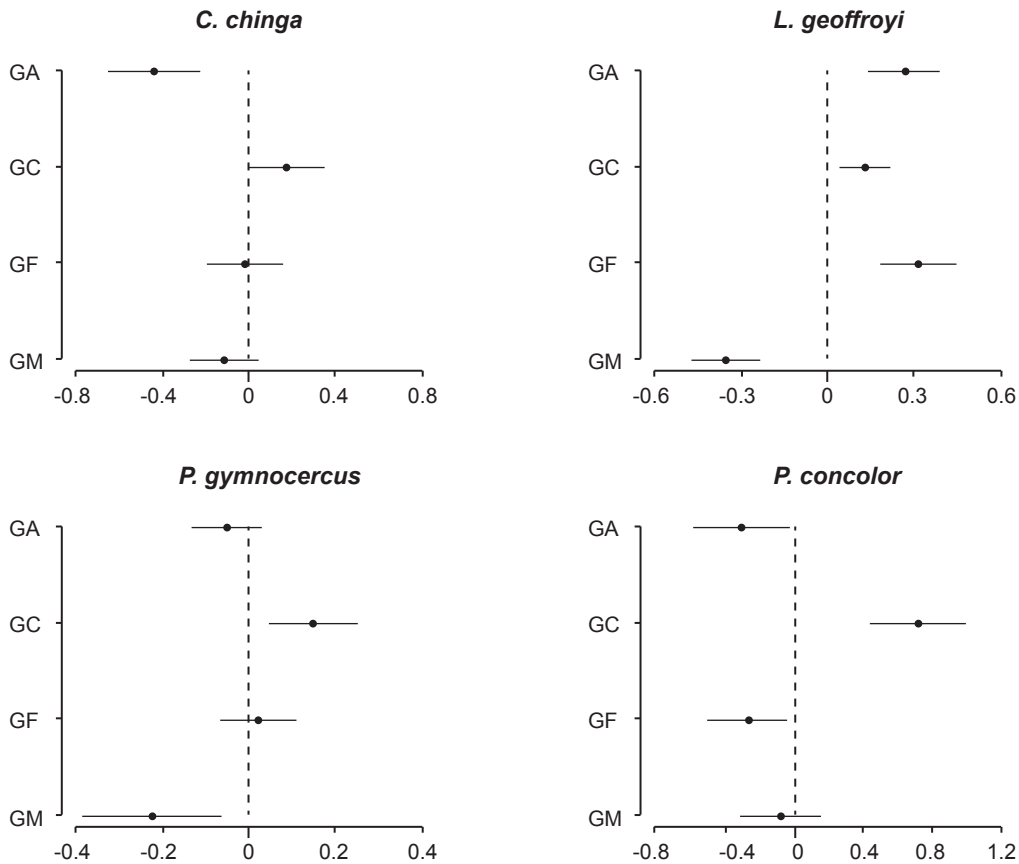 C. chinga
GA
GC
GF
GM
-0.8 -0.4 0 0.4 0.8
L. geoffroyi
GA
GC
GF
GM
-0.6 -0.3 0 0.3 0.6
P. gymnocercus
GA
GC
GF
GM
-0.4 -0.2 0 0.2 0.4
P. concolor
GA
GC
GF
GM
-0.8 -0.4 0 0.4 0.8 1.2